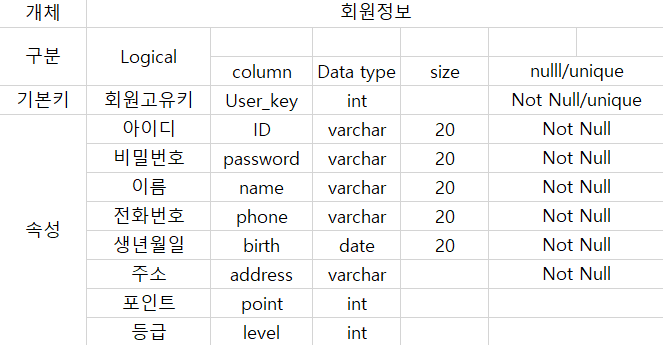 개체 회원정보
구분 Logical
column Data type size nulll/unique
기본키 회원고유키 User_key int Not Null/unique
아이디 ID varchar 20 Not Null
비밀번호 password varchar 20 Not Null
이름 name varchar 20 Not Null
전화번호 phone varchar 20 Not Null
속성 생년월일 birth date 20 Not Null
주소 address varchar Not Null
포인트 point int
등급 level int